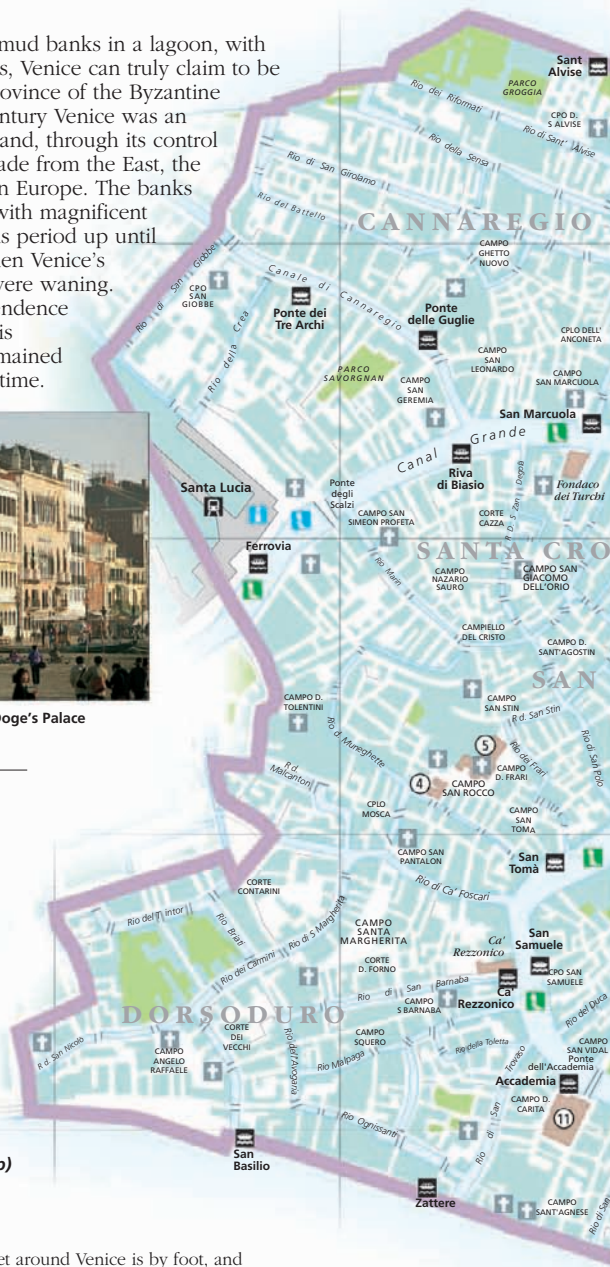 mud banks in a lagoon, with
s, Venice can truly claim to be
rovince of the Byzantine
entury Venice was an
and, through its control
ade from the East, the
n Europe. The banks
with magnificent
is period up until
en Venice's
were waning.
endence
is
mained
time.
Doge's Palace
o)
et around Venice is by foot, and
Sant
Alvise
PARCO
GROGGIA
Rio dei Riformati
CPO D.
S ALVISE
Rio di Sant' Alvise
Rio della Sensa
Rio di San Girolamo
Rio del Battello
CANNAREGIO
CAMPO
GHETTO
NUOVO
Rio di San Giobbe
CPO
SAN
GIOBBE
Canale di Cannaregio
Ponte dei
Tre Archi
Ponte
delle Guglie
Rio della Crea
CPLO DELL'
ANCONETA
CAMPO
SAN
LEONARDO
PARCO
SAVORGNAN
CAMPO
SAN
GEREMIA
CAMPO
SAN MARCUOLA
San Marcuola
Canal Grande
Riva
di Biasio
Santa Lucia
Ponte
degli
Scalzi
R D. S Zan Degolà
Fondaco
dei Turchi
CAMPO SAN
SIMEON PROFETA
CORTE
CAZZA
Ferrovia
SANTA CRO
Rio Marin
CAMPO
NAZARIO
SAURO
CAMPO SAN
GIACOMO
DELL'ORIO
CAMPIELLO
DEL CRISTO
CAMPO D.
SANT'AGOSTIN
SAN
CAMPO D.
TOLENTINI
CAMPO
SAN STIN
R d. San Stin
Rio d. Muneghette
5
Rio dei Frari
Rio di San Polo
R d.
Malcanton
4
CAMPO
SAN ROCCO
CAMPO
D. FRARI
CPLO
MOSCA
CAMPO
SAN
TOMA
CAMPO SAN
PANTALON
San
Tomà
CORTE
CONTARINI
Rio di Ca' Foscari
Rio del Tintor
Rio Briati
Rio dei Carmini
Rio di S Margherita
CAMPO
SANTA
MARGHERITA
Ca'
Rezzonico
San
Samuele
CORTE
D. FORNO
CPO SAN
SAMUELE
Rio di San Barnaba
Ca'
Rezzonico
CAMPO
S BARNABA
Rio del Duca
DORSODURO
R d. San Nicolo
CAMPO
ANGELO
RAFFAELE
CORTE
DEI
VECCHI
Rio dell'Avogaria
CAMPO
SQUERO
Rio Malpaga
Rio della Toletta
CAMPO
SAN VIDAL
Ponte
dell'Accademia
Accademia
Rio di San Trovaso
CAMPO D.
CARITA
11
Rio Ognissanti
San
Basilio
Zattere
CAMPO
SANT'AGNESE
Rio di San